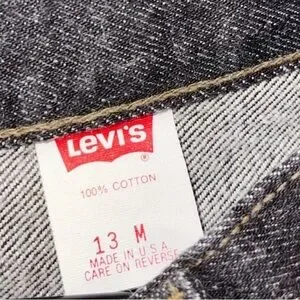 Levi's
®
100% COTTON
13 M
MADE IN U.S.A
CARE ON REVERSE